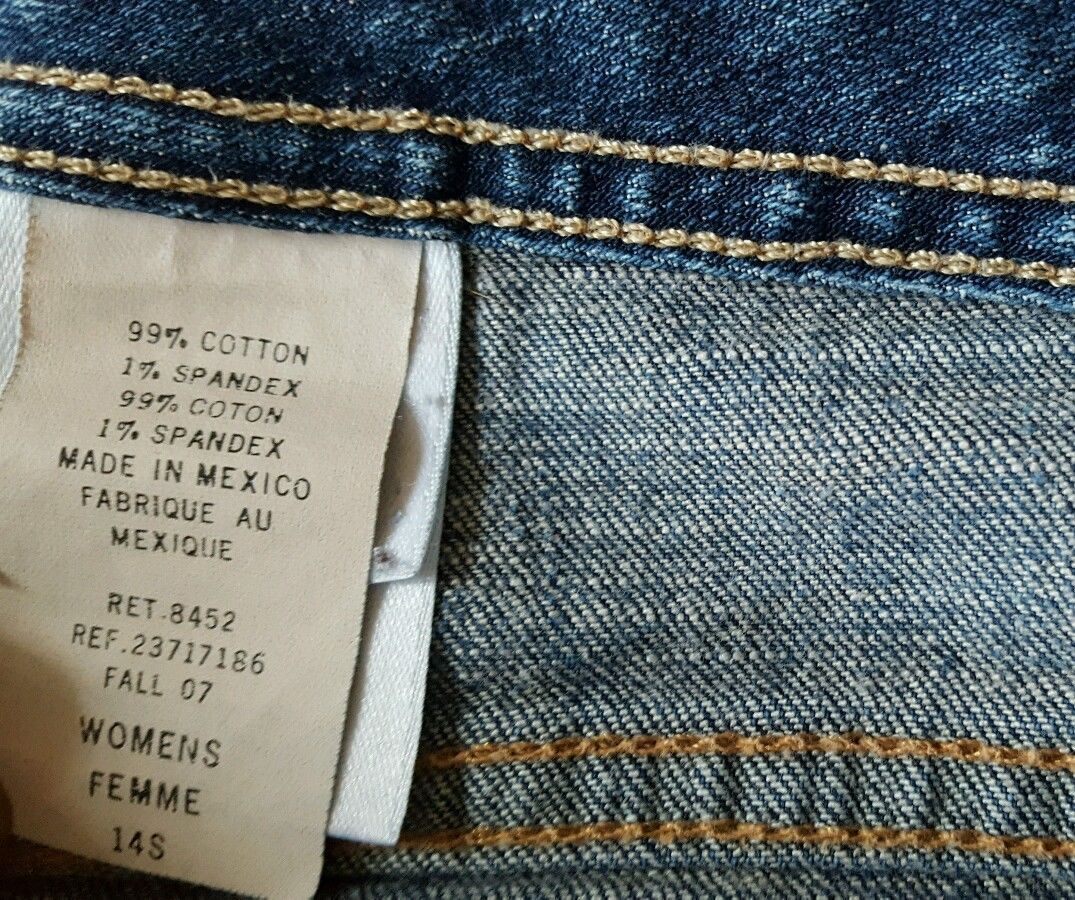 99% COTTON
1% SPANDEX
99% COTON
1% SPANDEX
MADE IN MEXICO
FABRIQUE AU
MEXIQUE
RET.8452
REF.23717186
FALL 07
WOMENS
FEMME
14S